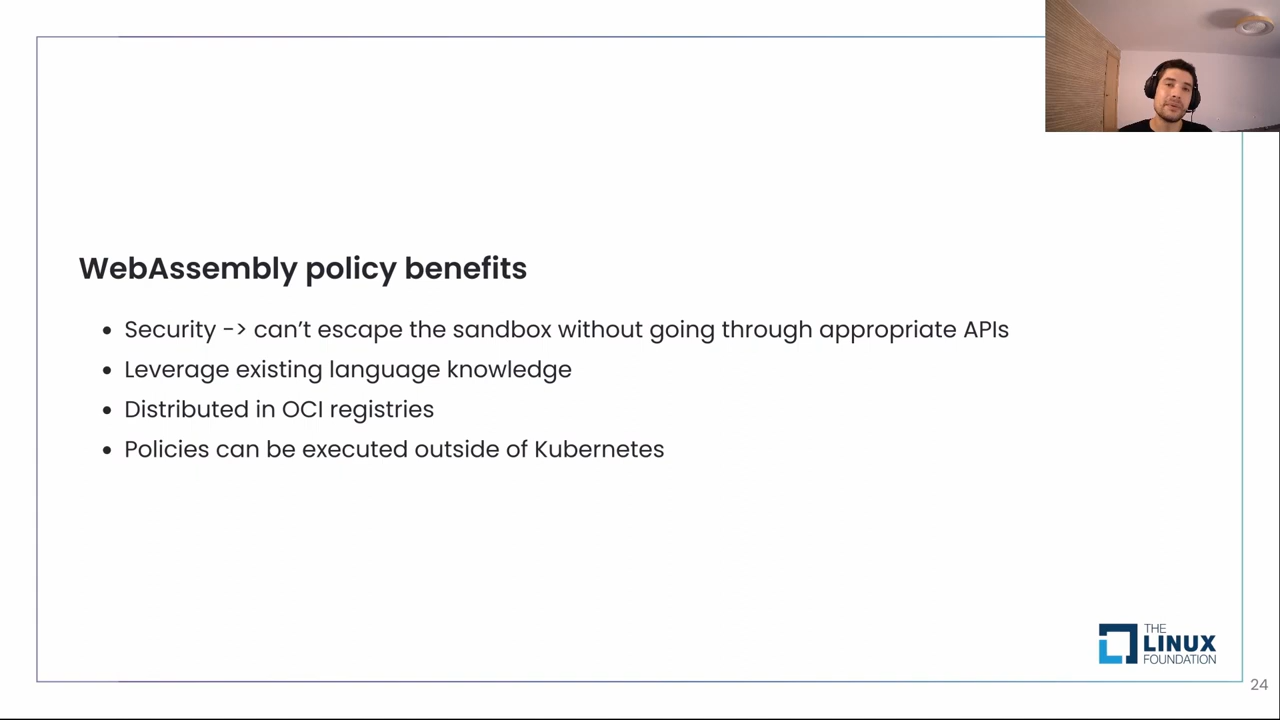 WebAssembly policy benefits
• Security -> can’t escape the sandbox without going through appropriate APIs
• Leverage existing language knowledge
• Distributed in OCI registries
• Policies can be executed outside of Kubernetes
THE
LINUX
FOUNDATION
24